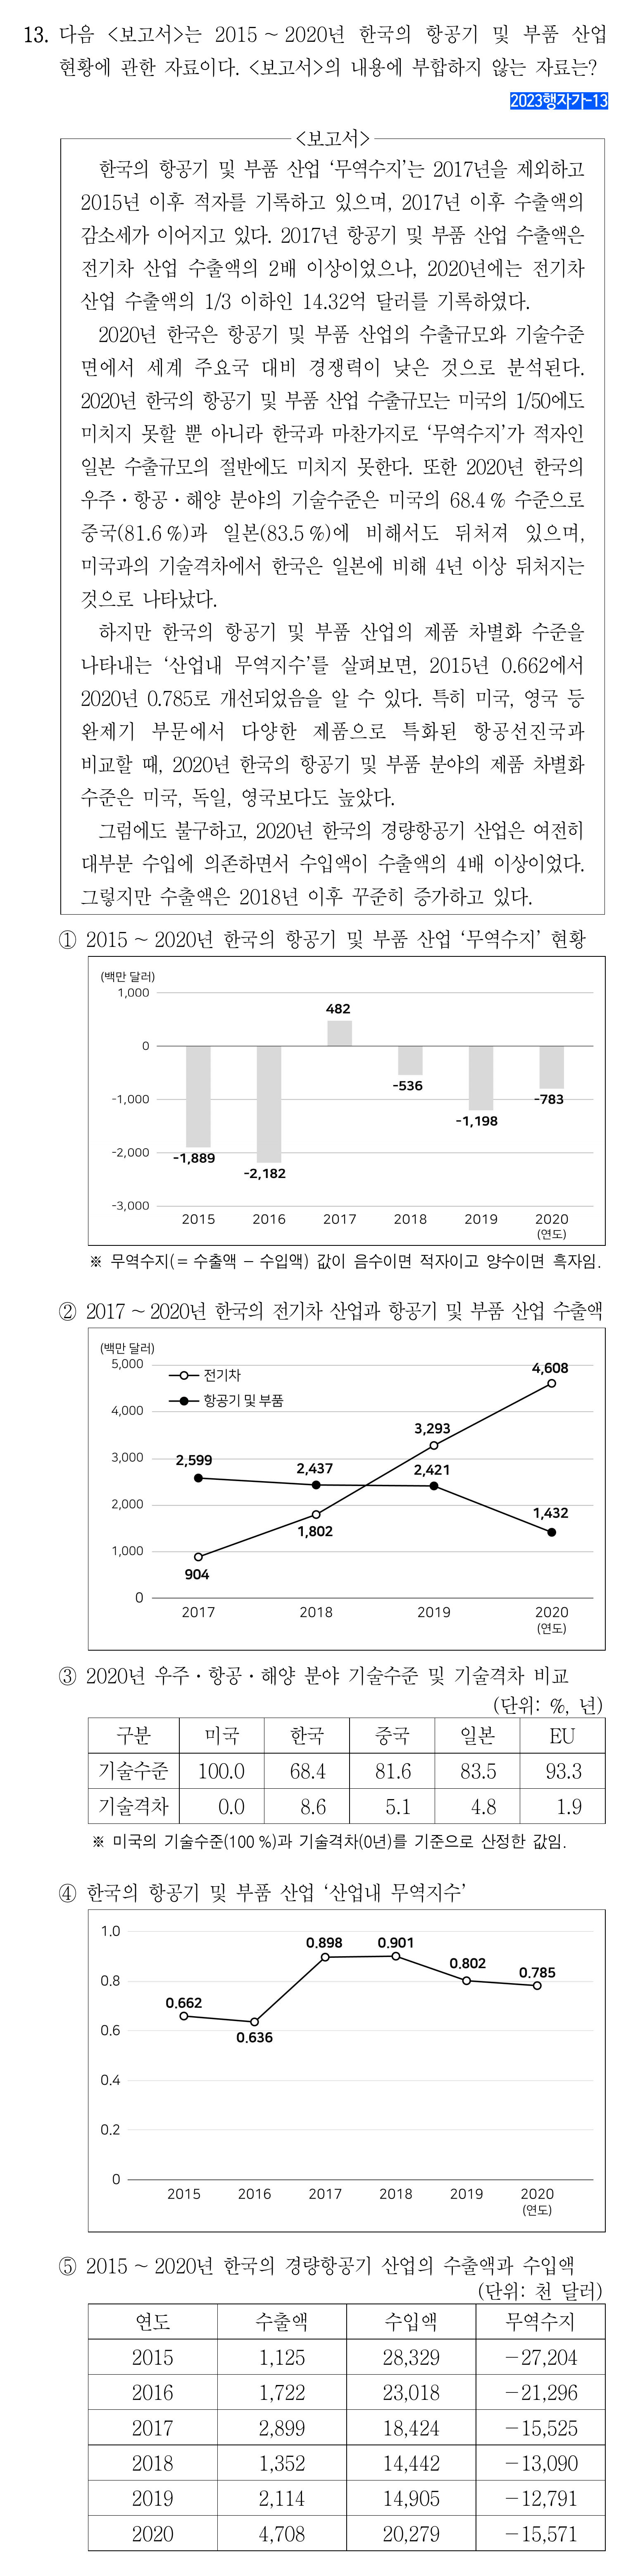 13. 다음 <보고서>는 2015 ~ 2020년 한국의 항공기 및 부품 산업
현황에 관한 자료이다. <보고서>의 내용에 부합하지 않는 자료는?
2023행자가-13
<보고서>
한국의 항공기 및 부품 산업 ‘무역수지’는 2017년을 제외하고
2015년 이후 적자를 기록하고 있으며, 2017년 이후 수출액의
감소세가 이어지고 있다. 2017년 항공기 및 부품 산업 수출액은
전기차 산업 수출액의 2배 이상이었으나, 2020년에는 전기차
산업 수출액의 1/3 이하인 14.32억 달러를 기록하였다.
2020년 한국은 항공기 및 부품 산업의 수출규모와 기술수준
면에서 세계 주요국 대비 경쟁력이 낮은 것으로 분석된다.
2020년 한국의 항공기 및 부품 산업 수출규모는 미국의 1/50에도
미치지 못할 뿐 아니라 한국과 마찬가지로 ‘무역수지’가 적자인
일본 수출규모의 절반에도 미치지 못한다. 또한 2020년 한국의
우주·항공·해양 분야의 기술수준은 미국의 68.4 % 수준으로
중국(81.6 %)과 일본(83.5 %)에 비해서도 뒤처져 있으며,
미국과의 기술격차에서 한국은 일본에 비해 4년 이상 뒤처지는
것으로 나타났다.
하지만 한국의 항공기 및 부품 산업의 제품 차별화 수준을
나타내는 ‘산업내 무역지수’를 살펴보면, 2015년 0.662에서
2020년 0.785로 개선되었음을 알 수 있다. 특히 미국, 영국 등
완제기 부문에서 다양한 제품으로 특화된 항공선진국과
비교할 때, 2020년 한국의 항공기 및 부품 분야의 제품 차별화
수준은 미국, 독일, 영국보다도 높았다.
그럼에도 불구하고, 2020년 한국의 경량항공기 산업은 여전히
대부분 수입에 의존하면서 수입액이 수출액의 4배 이상이었다.
그렇지만 수출액은 2018년 이후 꾸준히 증가하고 있다.
① 2015 ~ 2020년 한국의 항공기 및 부품 산업 ‘무역수지’ 현황
(백만 달러)
1,000
0
-1,000
-2,000
-3,000
-1,889
-2,182
482
-536
-1,198
-783
2015 2016 2017 2018 2019 2020
(연도)
※ 무역수지(= 수출액 − 수입액) 값이 음수이면 적자이고 양수이면 흑자임.
② 2017 ~ 2020년 한국의 전기차 산업과 항공기 및 부품 산업 수출액
(백만 달러)
5,000
4,000
3,000
2,000
1,000
0
전기차
항공기 및 부품
2,599
2,437
2,421
1,432
904
1,802
3,293
4,608
2017 2018 2019 2020
(연도)
③ 2020년 우주·항공·해양 분야 기술수준 및 기술격차 비교
(단위: %, 년)
구분 미국 한국 중국 일본 EU
기술수준 100.0 68.4 81.6 83.5 93.3
기술격차 0.0 8.6 5.1 4.8 1.9
※ 미국의 기술수준(100 %)과 기술격차(0년)를 기준으로 산정한 값임.
④ 한국의 항공기 및 부품 산업 ‘산업내 무역지수’
1.0
0.8
0.6
0.4
0.2
0
0.662
0.636
0.898
0.901
0.802
0.785
2015 2016 2017 2018 2019 2020
(연도)
⑤ 2015 ~ 2020년 한국의 경량항공기 산업의 수출액과 수입액
(단위: 천 달러)
연도 수출액 수입액 무역수지
2015 1,125 28,329 −27,204
2016 1,722 23,018 −21,296
2017 2,899 18,424 −15,525
2018 1,352 14,442 −13,090
2019 2,114 14,905 −12,791
2020 4,708 20,279 −15,571